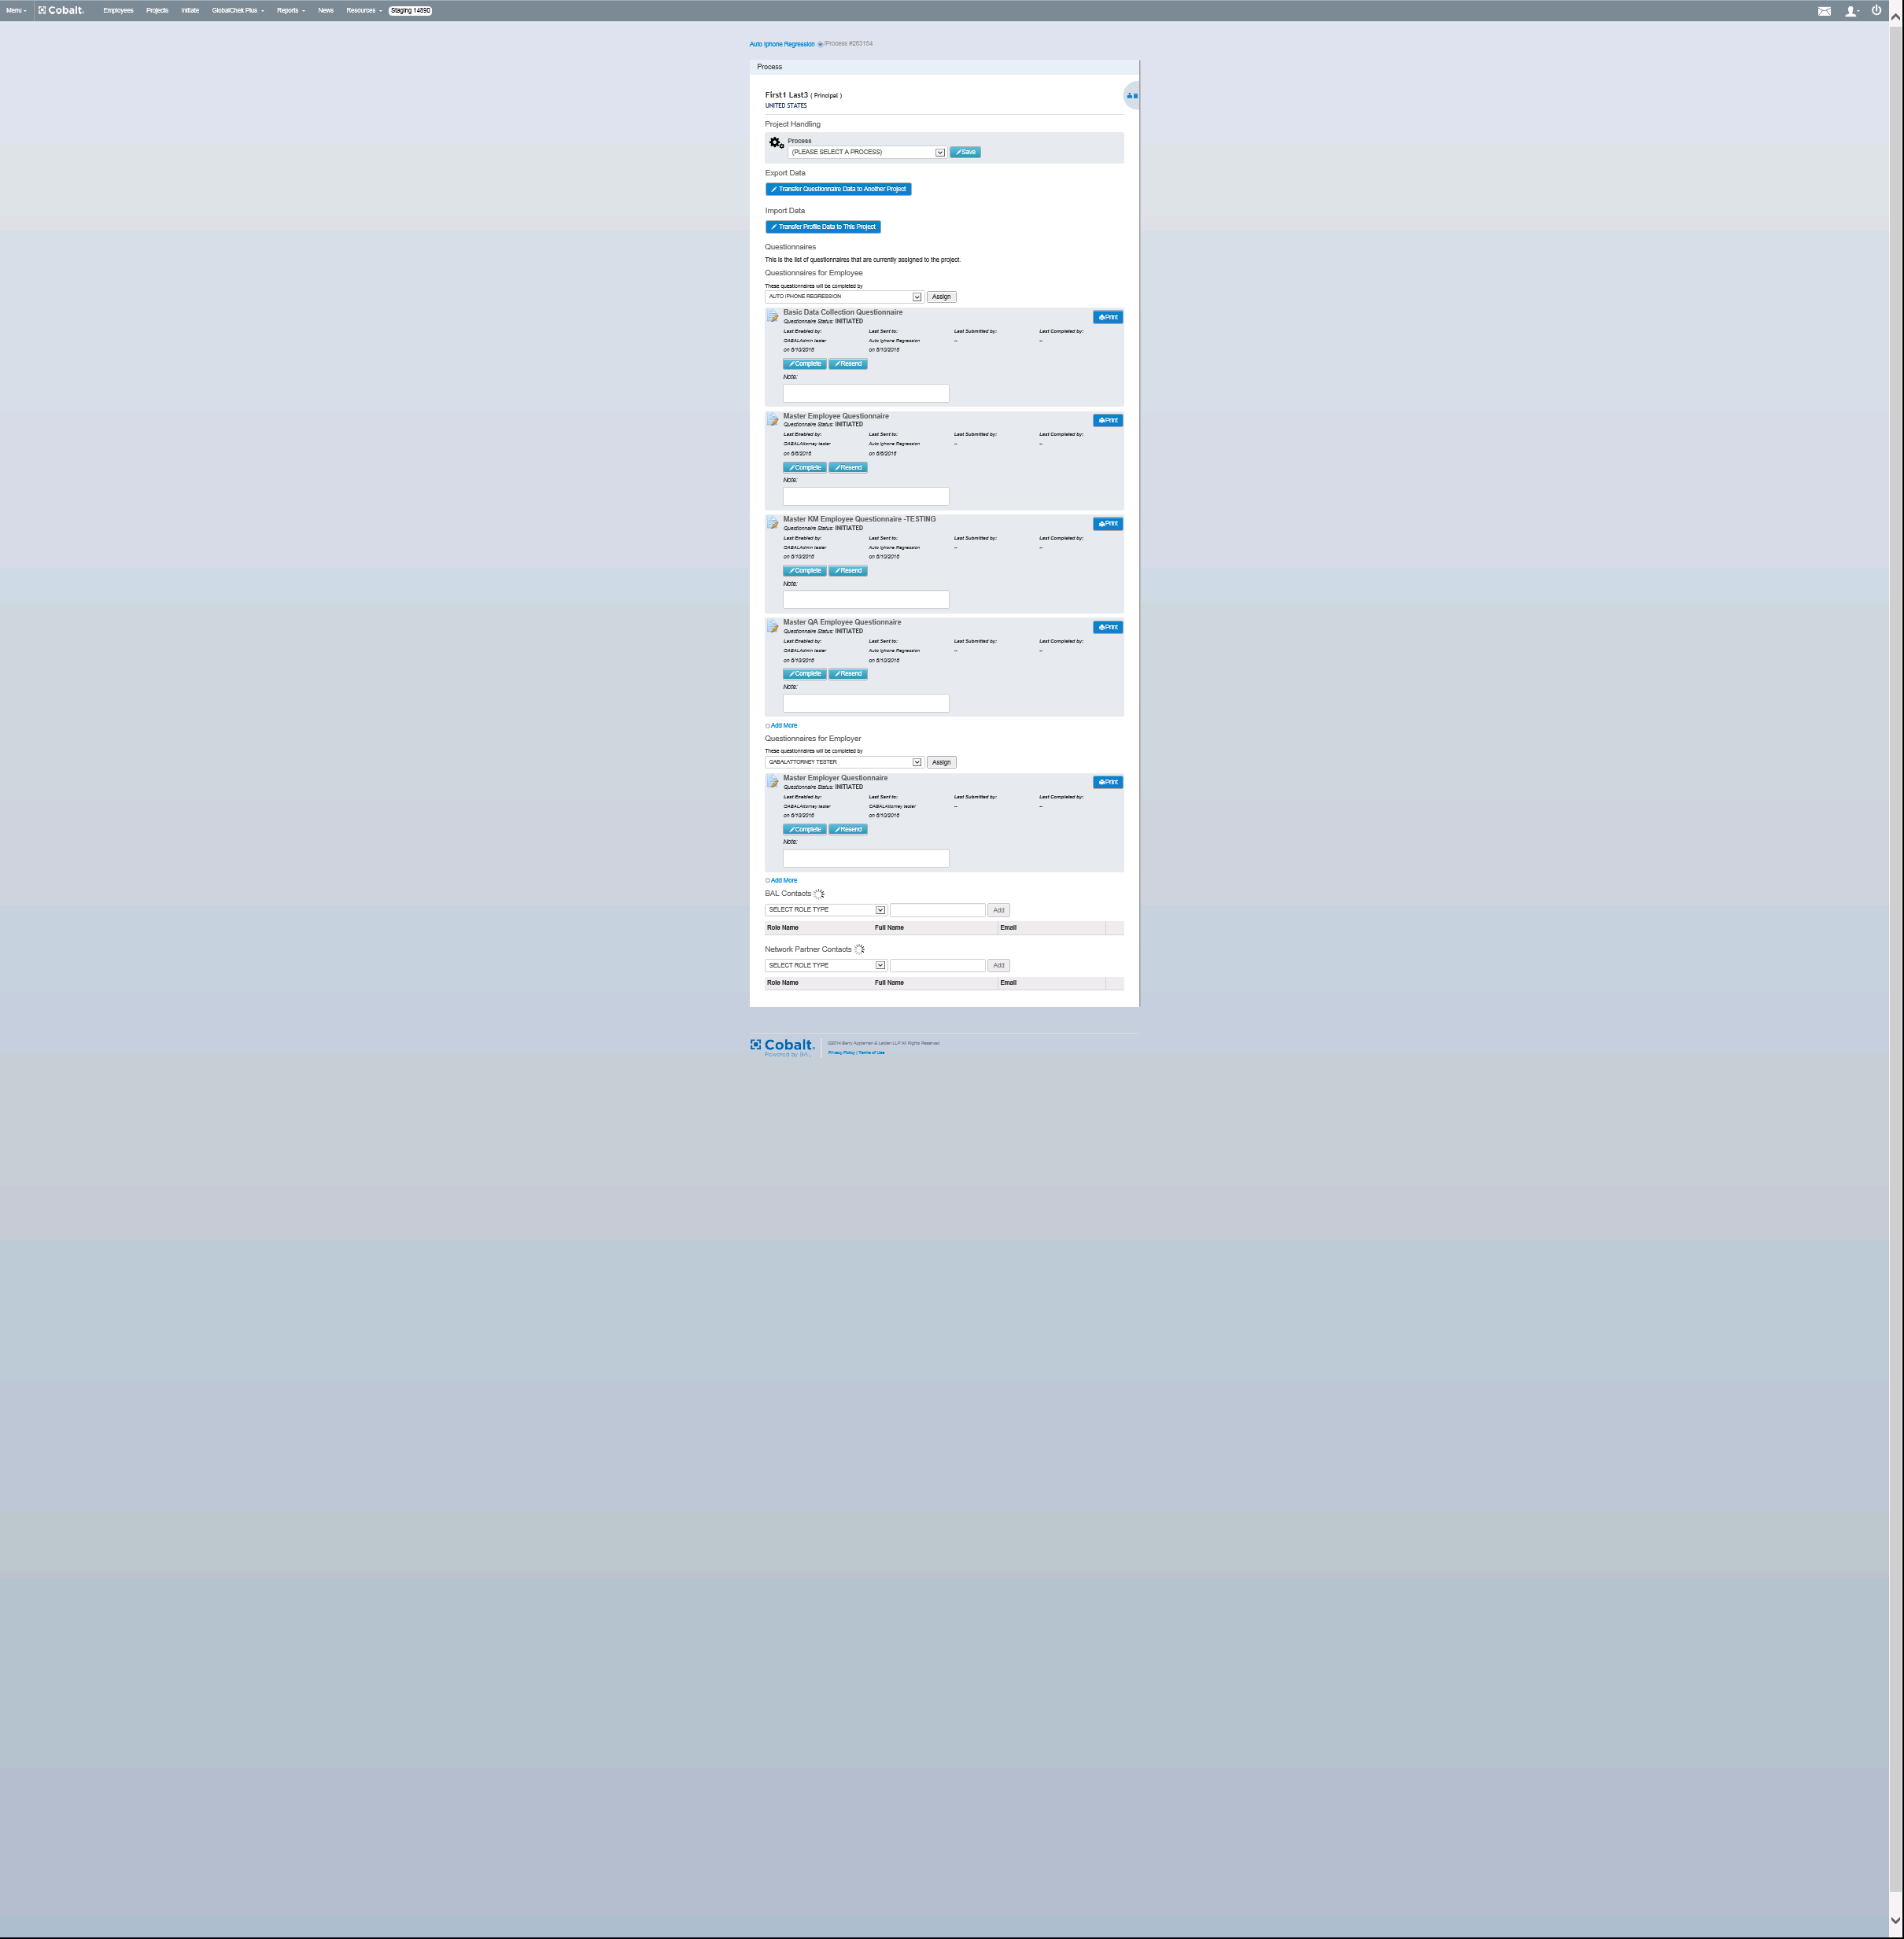 Menu Cobalt. Employees Projects Initiate GlobalChek Plus Reports News Resources Staging 14890
Auto Iphone Regression /Process #263164
Process
First1 Last3 ( Principal )
UNITED STATES
Project Handling
Process
(PLEASE SELECT A PROCESS) Save
Export Data
Transfer Questionnaire Data to Another Project
Import Data
Transfer Profile Data to This Project
Questionnaires
This is the list of questionnaires that are currently assigned to the project.
Questionnaires for Employee
These questionnaires will be completed by
AUTO IPHONE REGRESSION Assign
Basic Data Collection Questionnaire Print
Questionnaire Status: INITIATED
Last Enabled by: Last Sent to: Last Submitted by: Last Completed by:
QABALAdmin tester Auto Iphone Regression -- --
on 6/10/2016 on 6/10/2016
Complete Resend
Note:
Master Employee Questionnaire Print
Questionnaire Status: INITIATED
Last Enabled by: Last Sent to: Last Submitted by: Last Completed by:
QABALAttorney tester Auto Iphone Regression -- --
on 6/6/2016 on 6/6/2016
Complete Resend
Note:
Master KM Employee Questionnaire -TESTING Print
Questionnaire Status: INITIATED
Last Enabled by: Last Sent to: Last Submitted by: Last Completed by:
QABALAdmin tester Auto Iphone Regression -- --
on 6/10/2016 on 6/10/2016
Complete Resend
Note:
Master QA Employee Questionnaire Print
Questionnaire Status: INITIATED
Last Enabled by: Last Sent to: Last Submitted by: Last Completed by:
QABALAdmin tester Auto Iphone Regression -- --
on 6/10/2016 on 6/10/2016
Complete Resend
Note:
Add More
Questionnaires for Employer
These questionnaires will be completed by
QABALATTORNEY TESTER Assign
Master Employer Questionnaire Print
Questionnaire Status: INITIATED
Last Enabled by: Last Sent to: Last Submitted by: Last Completed by:
QABALAttorney tester QABALAttorney tester -- --
on 6/10/2016 on 6/10/2016
Complete Resend
Note:
Add More
BAL Contacts
SELECT ROLE TYPE Add
Role Name Full Name Email
Network Partner Contacts
SELECT ROLE TYPE Add
Role Name Full Name Email
Cobalt. ©2014 Berry Appleman & Leiden LLP All Rights Reserved
Powered by BAL Privacy Policy | Terms of Use